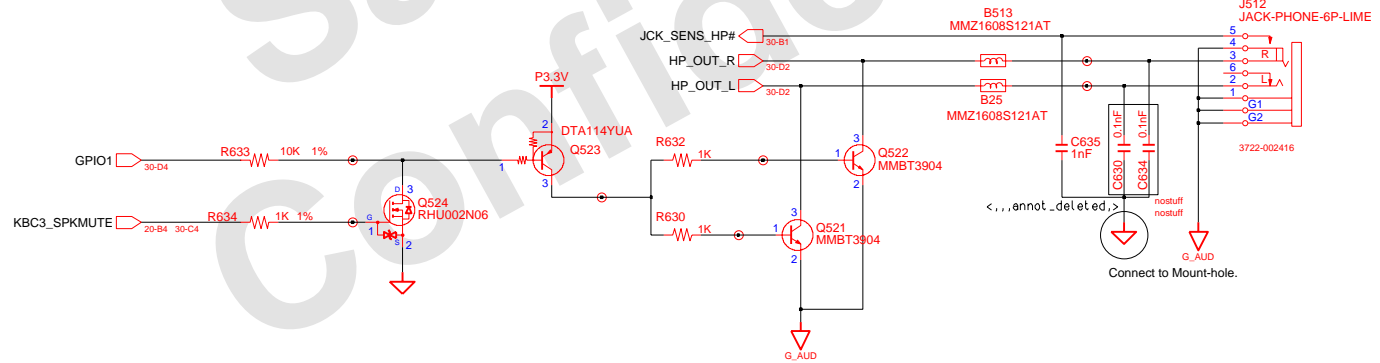 J512
JACK-PHONE-6P-LIME
B513
MMZ1608S121AT
JCK_SENS_HP#
30-B1
5
4
HP_OUT_R
30-D2
R
3
6
P3.3V
HP_OUT_L
30-D2
L
2
B25
MMZ1608S121AT
1
G1
G2
2
DTA114YUA
Q523
R632
1K
C635
1nF
0.1nF
0.1nF
C630
C634
3722-002416
GPIO1
30-D4
R633
10K 1%
1
3
1
3
Q522
MMBT3904
2
D
3
Q524
RHU002N06
KBC3_SPKMUTE
20-B4 30-C4
R634
1K 1%
G
1
S
2
R630
1K
1
3
Q521
MMBT3904
2
<,,,annot_deleted,>
nostuff
nostuff
G_AUD
Connect to Mount-hole.
G_AUD
Confide